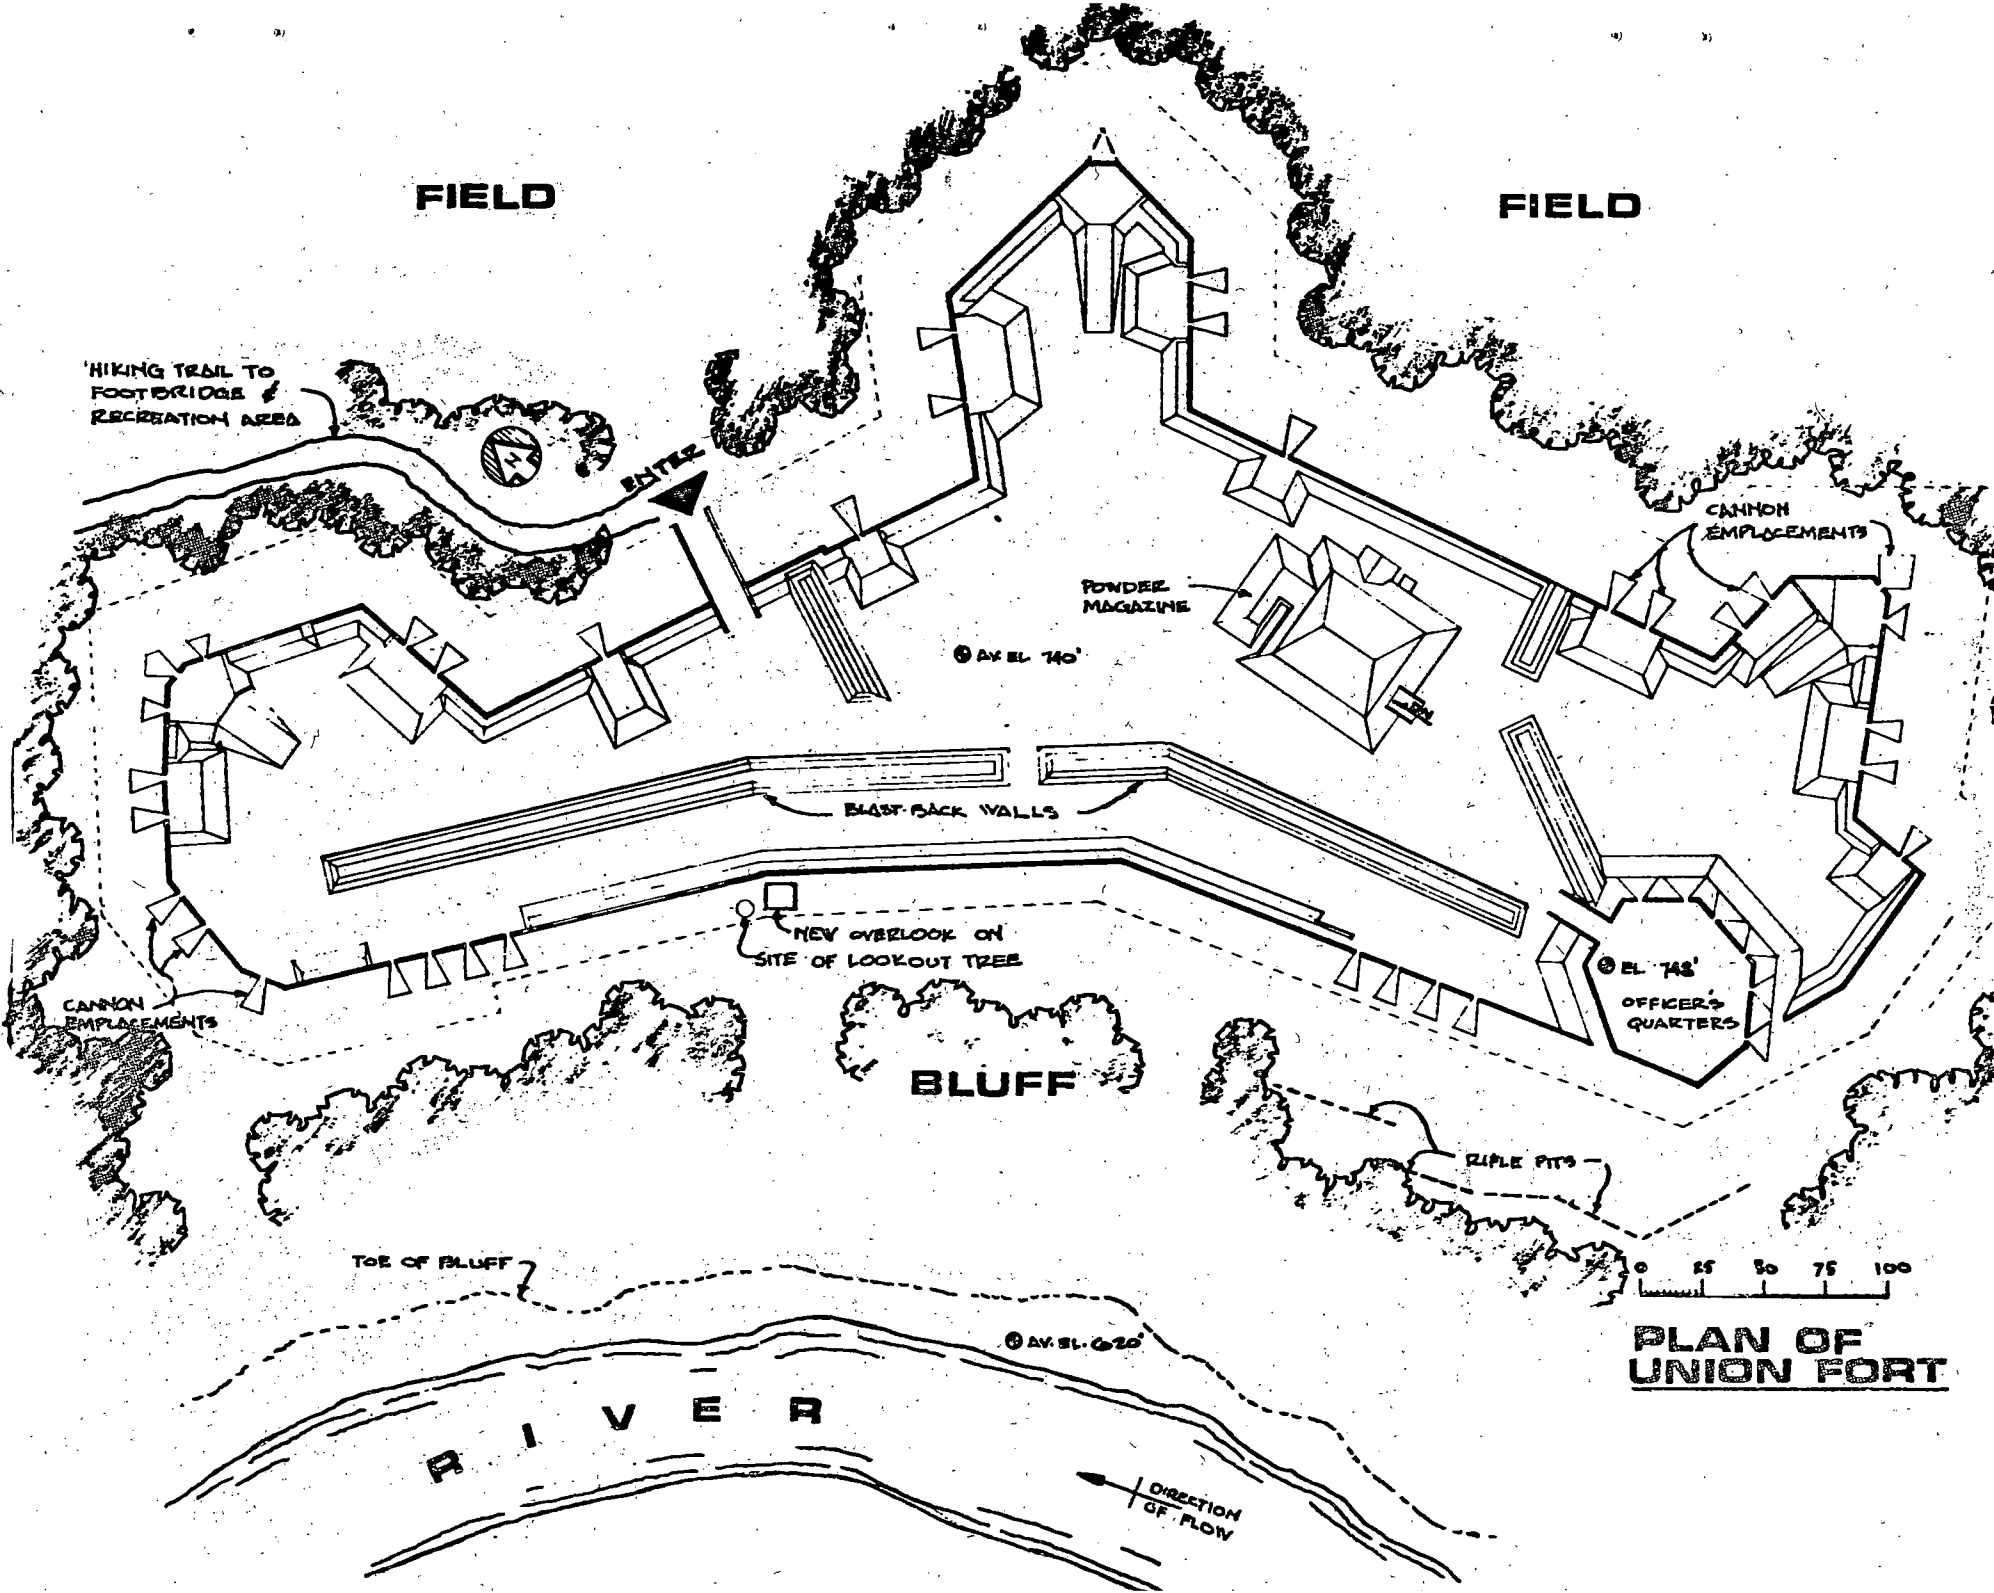 FIELD
FIELD
HIKING TRAIL TO
FOOTBRIDGE &
RECREATION AREA
N
ENTER
CANNON
EMPLACEMENTS
POWDER
MAGAZINE
AV. EL. 740'
DN
BLAST-BACK WALLS
NEW OVERLOOK ON
SITE OF LOOKOUT TREE
EL. 748'
OFFICER'S
QUARTERS
CANNON
EMPLACEMENTS
BLUFF
RIFLE PITS
TOE OF BLUFF
0 25 50 75 100
AV. EL. 620'
PLAN OF
UNION FORT
RIVER
DIRECTION
OF FLOW